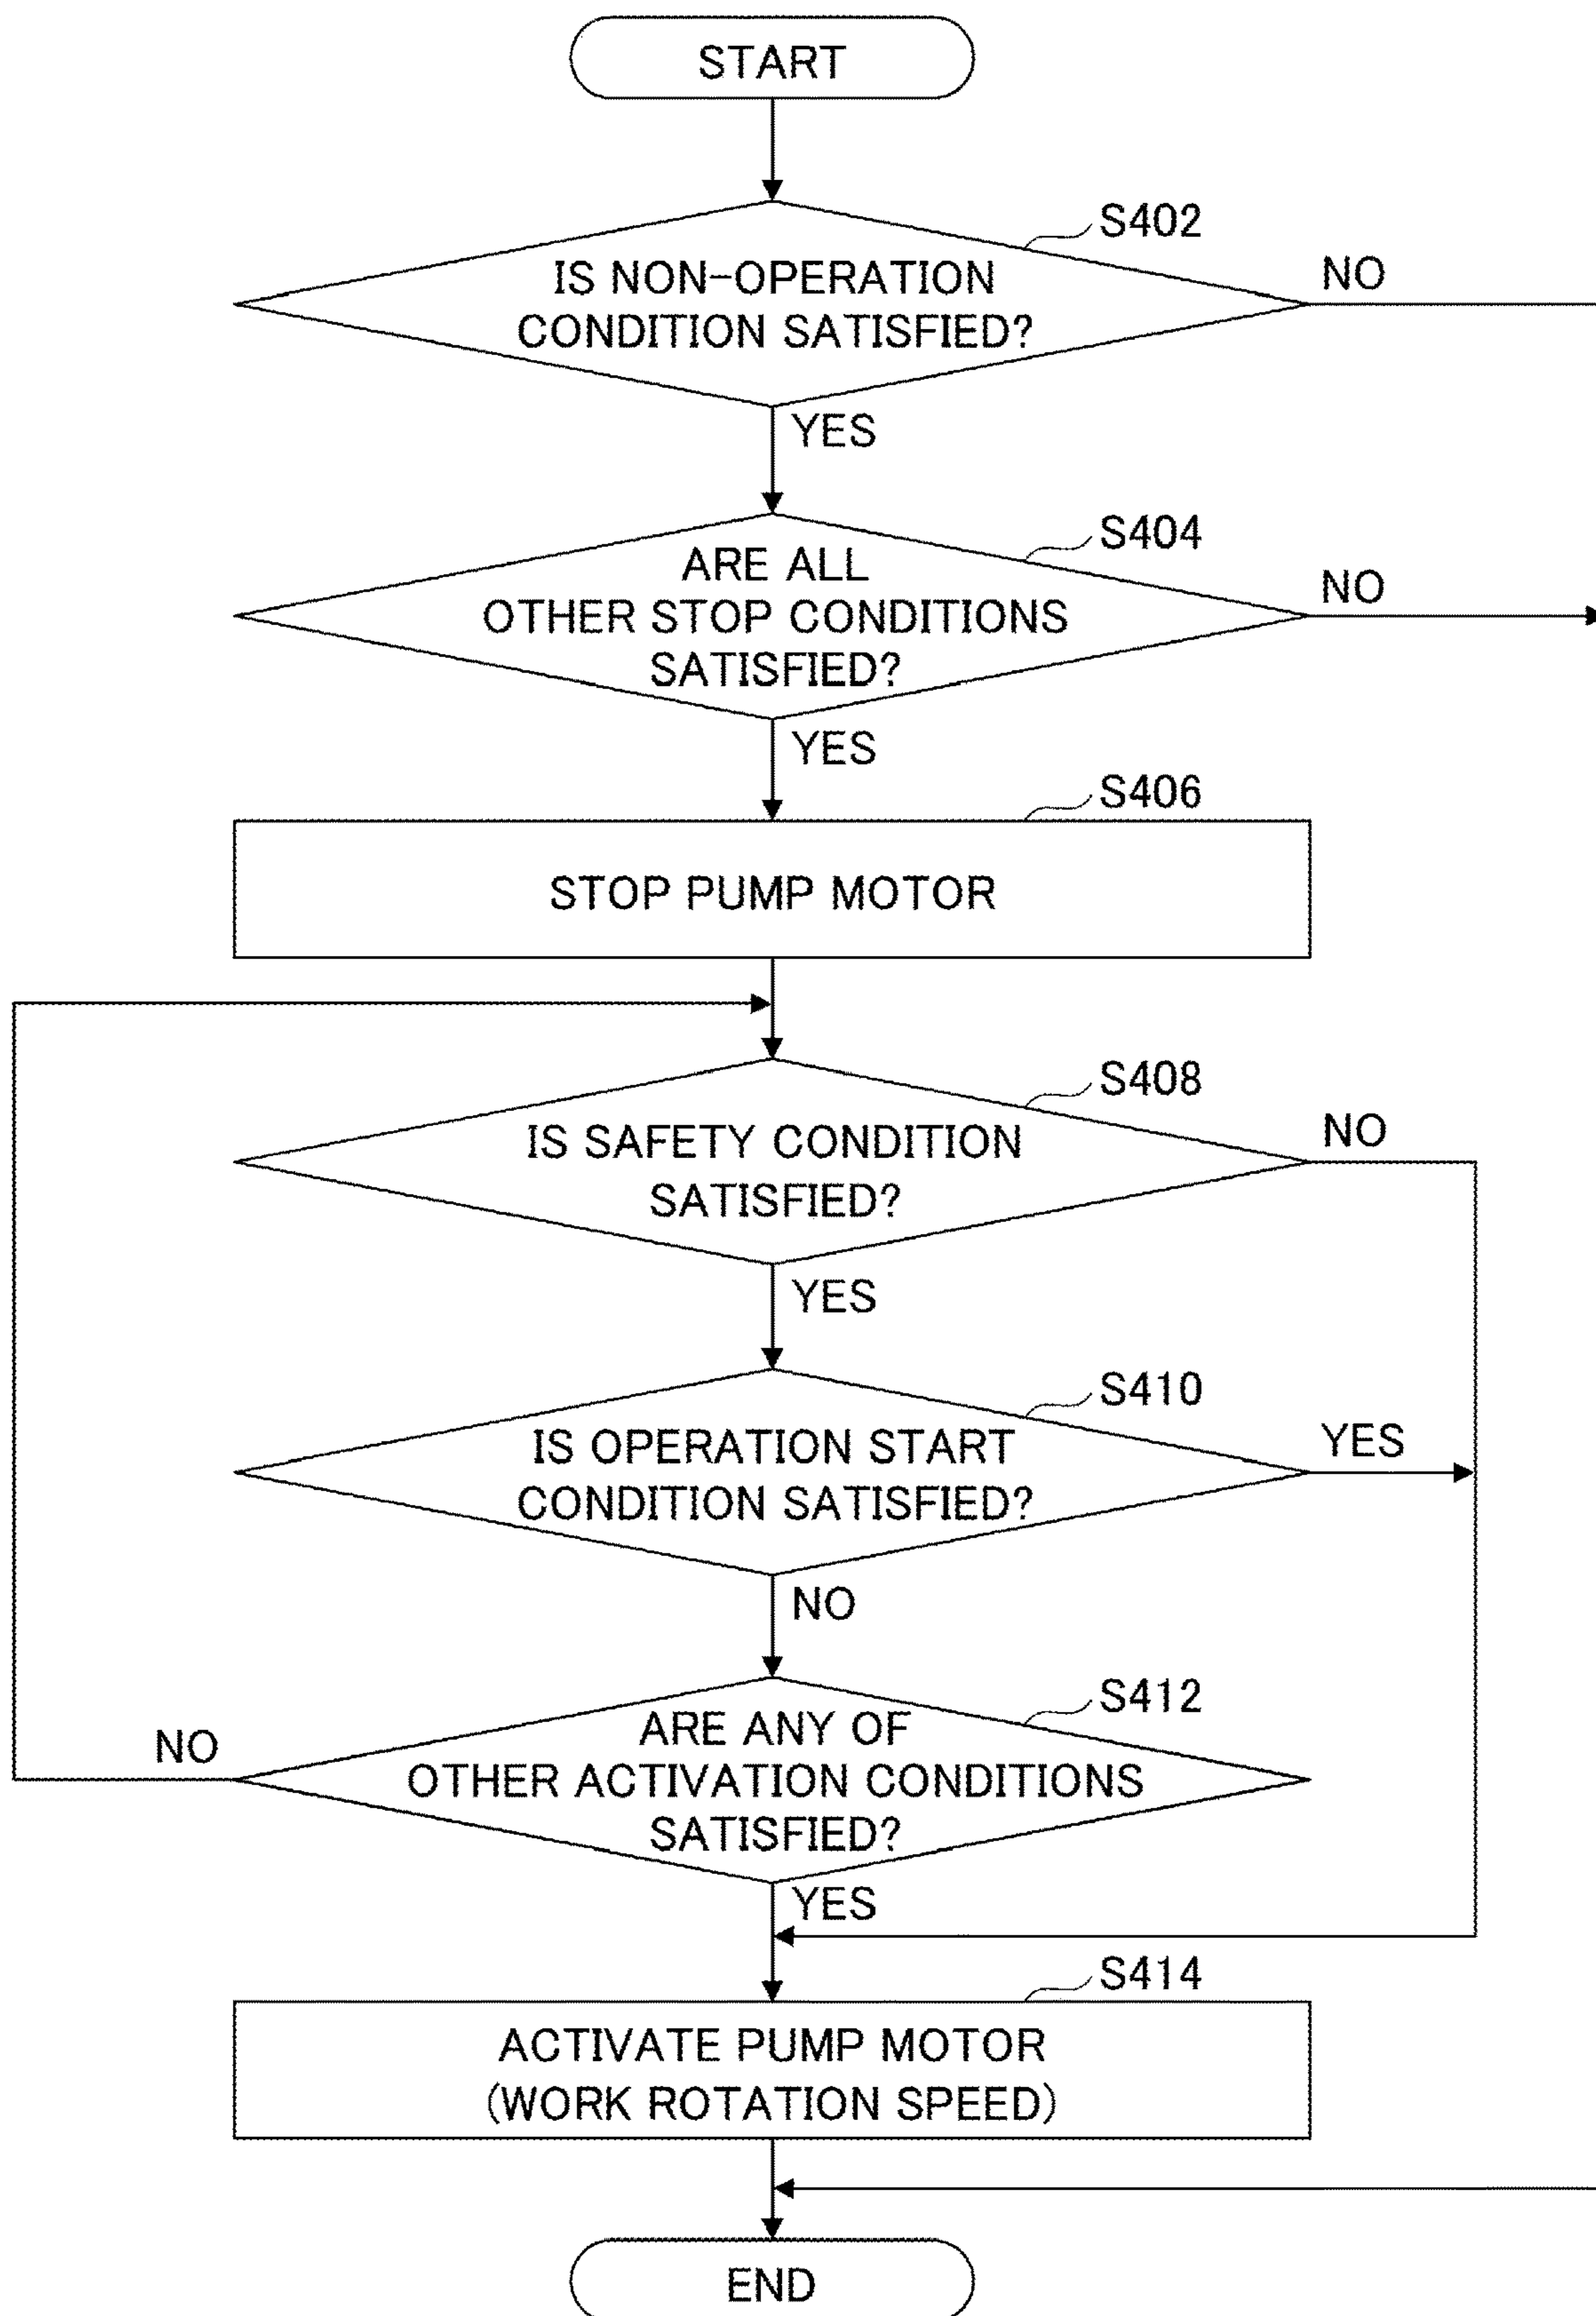 START
S402
IS NON-OPERATION
CONDITION SATISFIED?
NO
YES
S404
ARE ALL
OTHER STOP CONDITIONS
SATISFIED?
NO
YES
S406
STOP PUMP MOTOR
S408
IS SAFETY CONDITION
SATISFIED?
NO
YES
S410
IS OPERATION START
CONDITION SATISFIED?
YES
NO
S412
ARE ANY OF
OTHER ACTIVATION CONDITIONS
SATISFIED?
NO
YES
S414
ACTIVATE PUMP MOTOR
(WORK ROTATION SPEED)
END